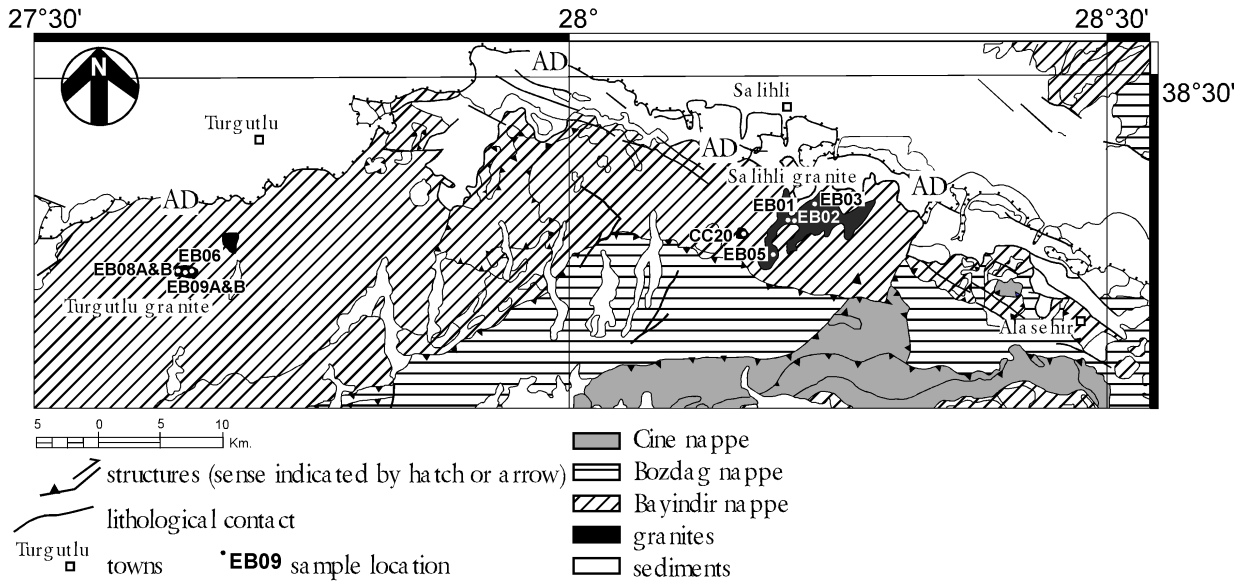 27°30'
28°
28°30'
N
AD
Salihli
38°30'
Turgutlu
AD
Salihli granite
AD
AD
EB01
EB03
EB02
CC20
EB05
EB06
EB08A&B
EB09A&B
Turgutlu granite
Alasehir
5 0 5 10
Km.
structures (sense indicated by hatch or arrow)
lithological contact
Turgutlu
towns
EB09 sample location
Cine nappe
Bozdag nappe
Bayindir nappe
granites
sediments